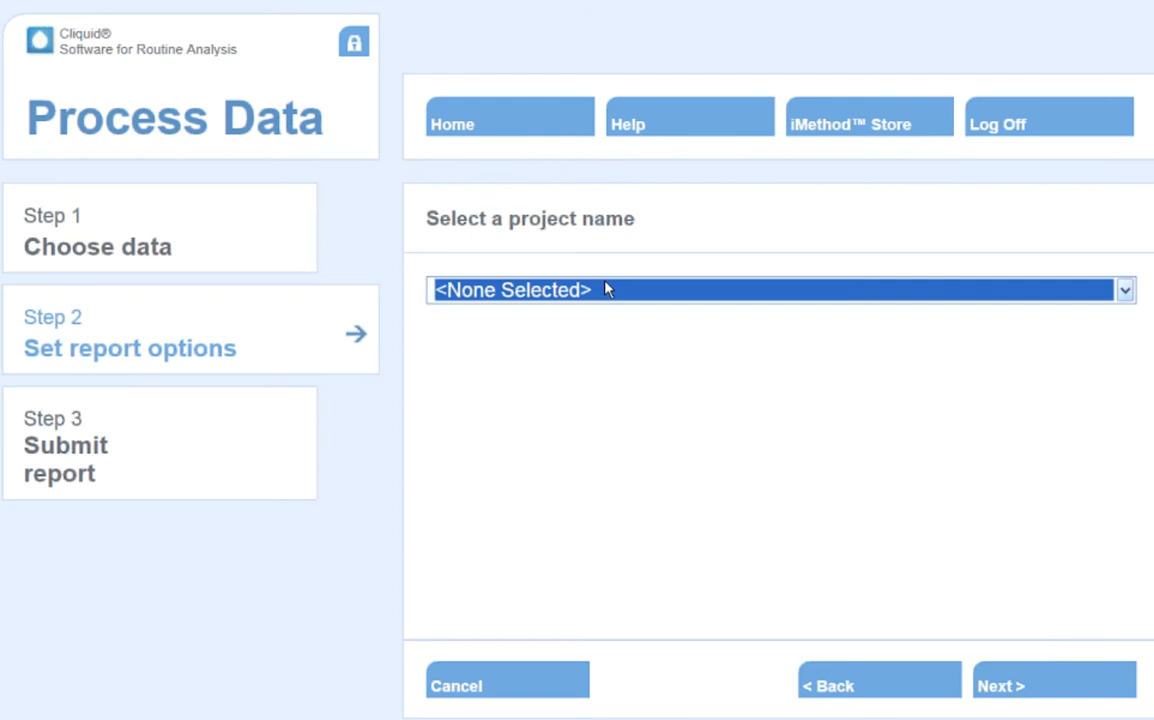 Cliquid®
Software for Routine Analysis
Process Data
Home
Help
iMethod™ Store
Log Off
Step 1
Choose data
Step 2
Set report options
Step 3
Submit
report
Select a project name
<None Selected>
Cancel
< Back
Next >